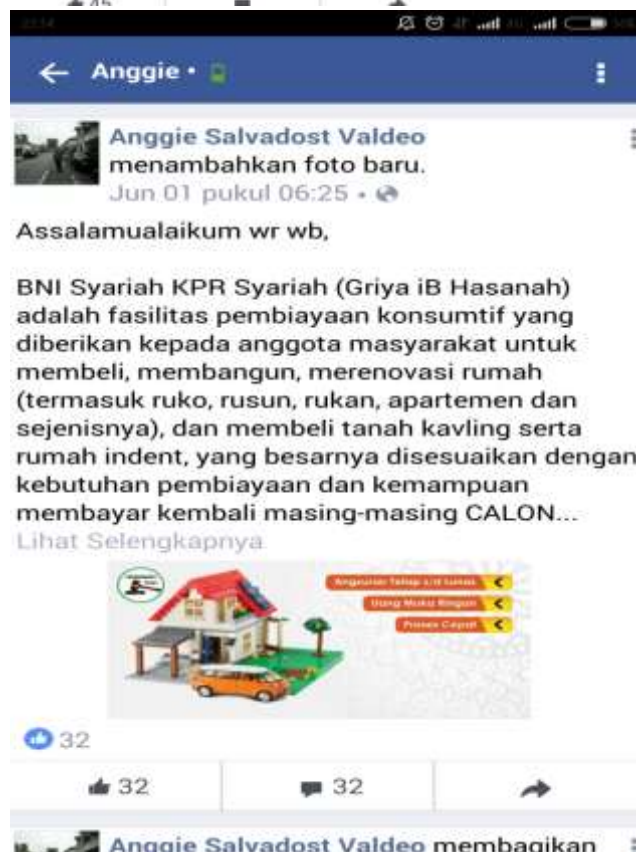 45
Anggie •
Anggie Salvadost Valdeo
menambahkan foto baru.
Jun 01 pukul 06:25 •
Assalamualaikum wr wb,
BNI Syariah KPR Syariah (Griya iB Hasanah)
adalah fasilitas pembiayaan konsumtif yang
diberikan kepada anggota masyarakat untuk
membeli, membangun, merenovasi rumah
(termasuk ruko, rusun, rukan, apartemen dan
sejenisnya), dan membeli tanah kavling serta
rumah indent, yang besarnya disesuaikan dengan
kebutuhan pembiayaan dan kemampuan
membayar kembali masing-masing CALON...
Lihat Selengkapnya
Angsuran Tetap s/d Lunas
Uang Muka Ringan
Proses Cepat
32
32
32
Anggie Salvadost Valdeo membagikan